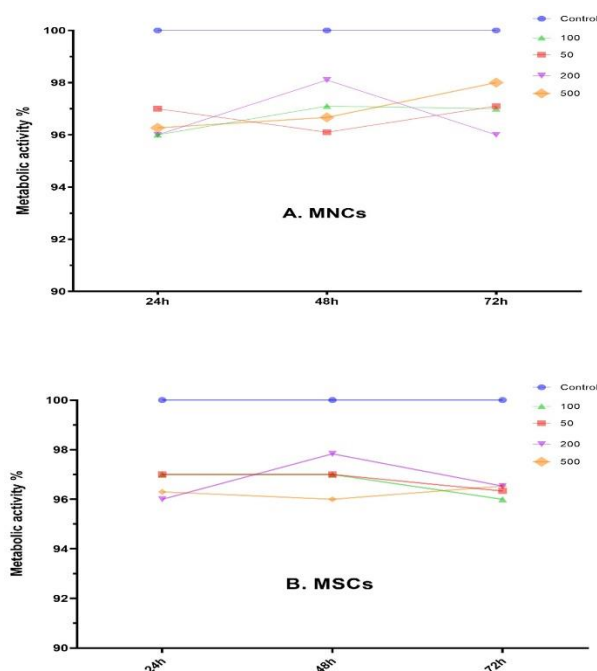 Metabolic activity %
100
98
96
94
92
90
24h
48h
72h
A. MNCs
Control
100
50
200
500
Metabolic activity %
100
98
96
94
92
90
24h
48h
72h
B. MSCs
Control
100
50
200
500